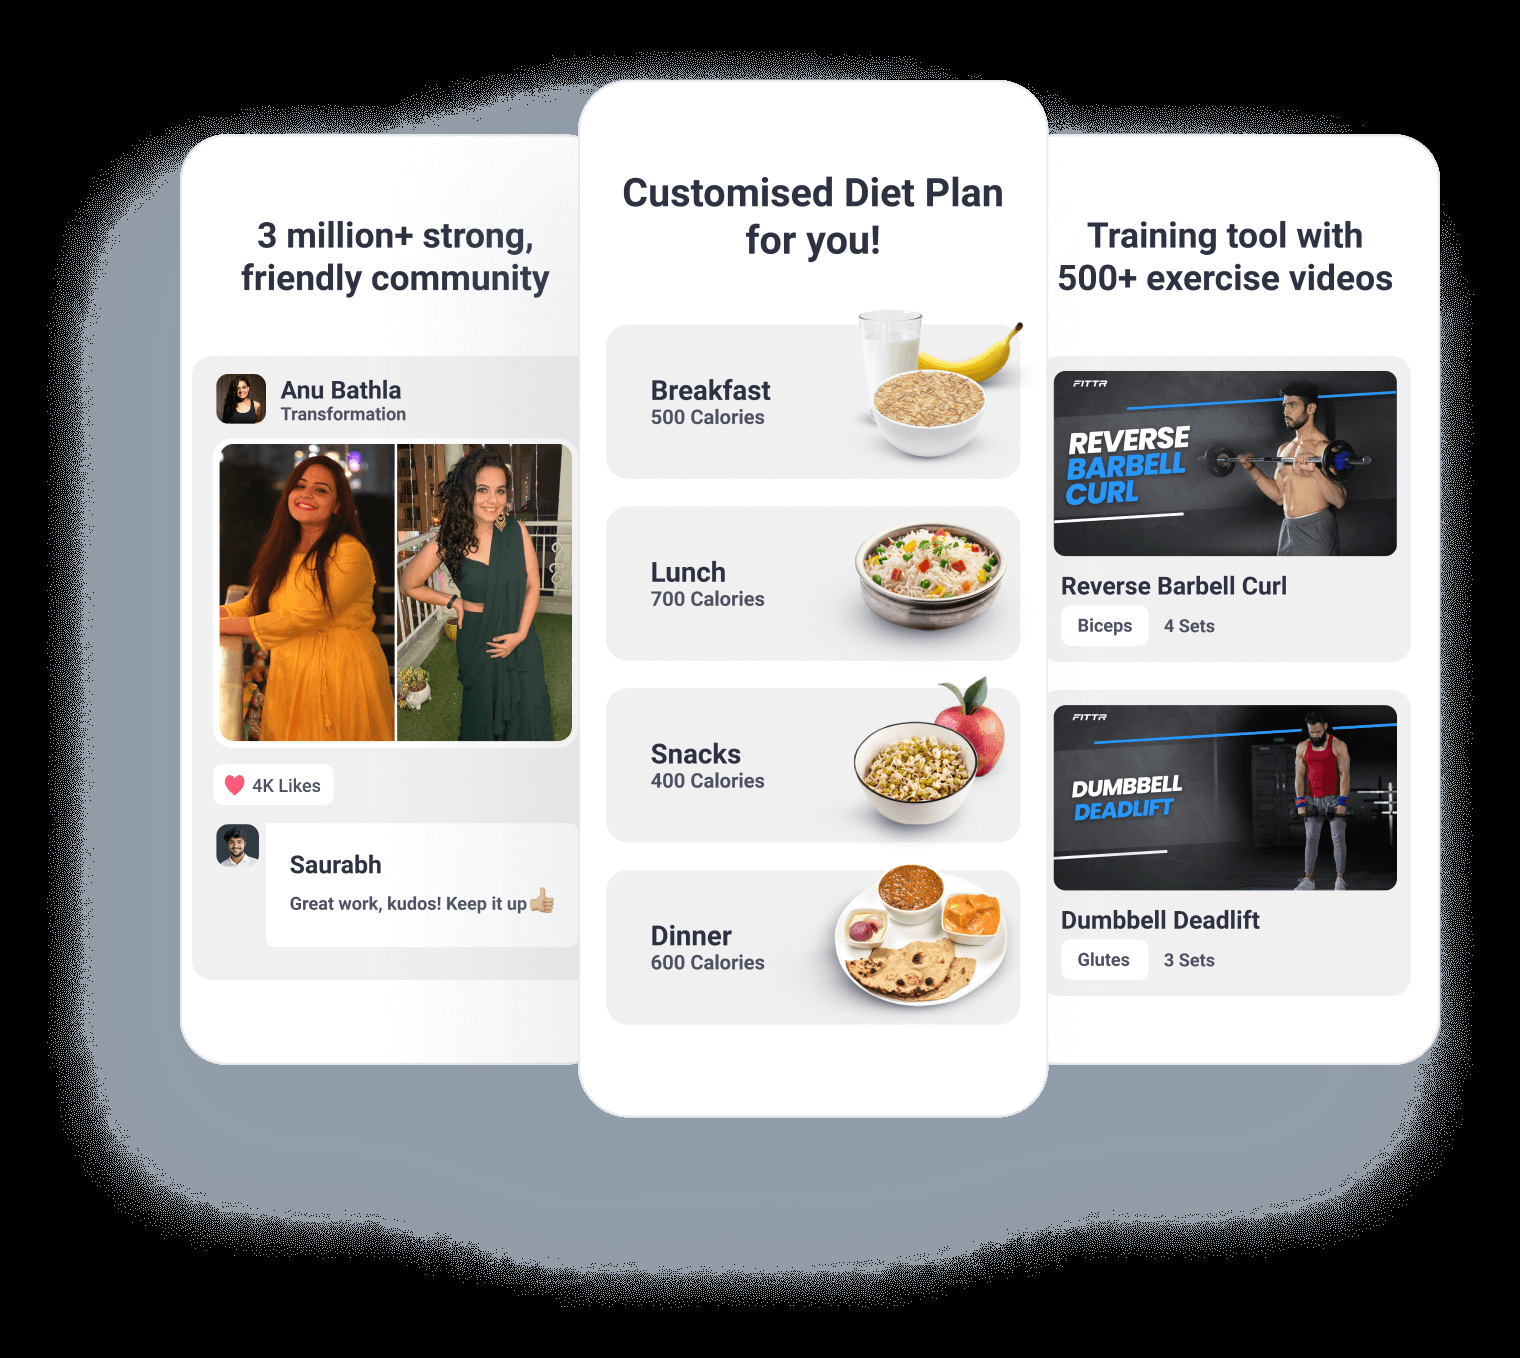 3 million+ strong,
friendly community
Anu Bathla
Transformation
4K Likes
Saurabh
Great work, kudos! Keep it up👍🏼
Customised Diet Plan
for you!
Breakfast
500 Calories
Lunch
700 Calories
Snacks
400 Calories
Dinner
600 Calories
Training tool with
500+ exercise videos
FITTR
REVERSE
BARBELL
CURL
Reverse Barbell Curl
Biceps 4 Sets
FITTR
DUMBBELL
DEADLIFT
Dumbbell Deadlift
Glutes 3 Sets